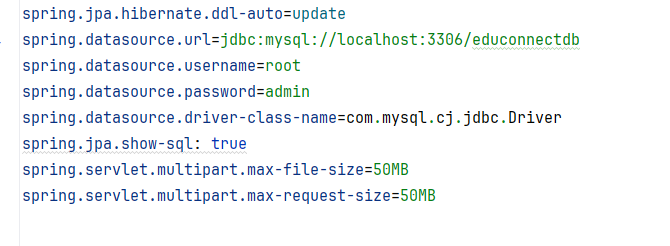 spring.jpa.hibernate.ddl-auto=update
spring.datasource.url=jdbc:mysql://localhost:3306/educonnectdb
spring.datasource.username=root
spring.datasource.password=admin
spring.datasource.driver-class-name=com.mysql.cj.jdbc.Driver
spring.jpa.show-sql: true
spring.servlet.multipart.max-file-size=50MB
spring.servlet.multipart.max-request-size=50MB